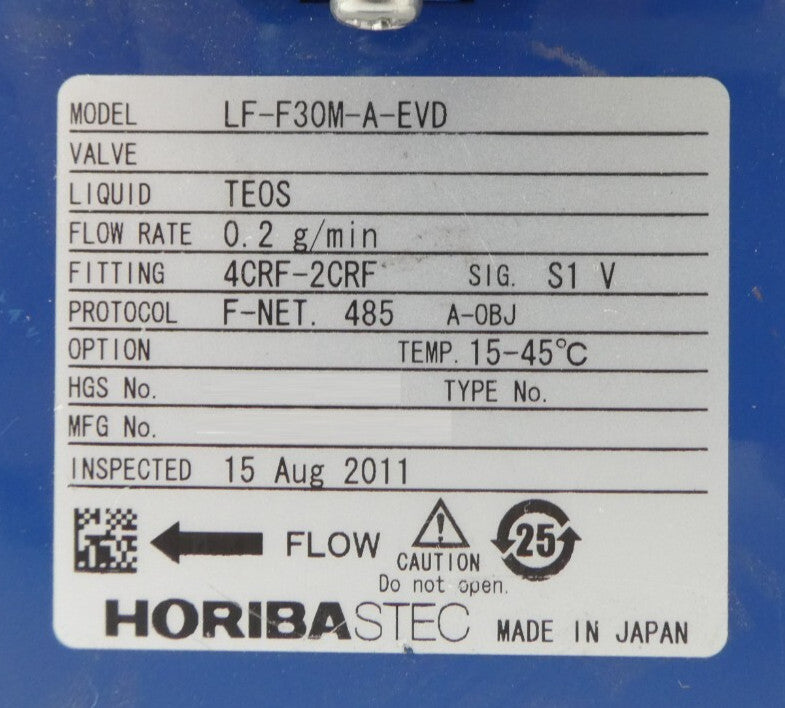 MODEL LF-F30M-A-EVD
VALVE
LIQUID TEOS
FLOW RATE 0.2 g/min
FITTING 4CRF-2CRF SIG. S1 V
PROTOCOL F-NET. 485 A-OBJ
OPTION TEMP. 15-45°C
HGS No. TYPE No.
MFG No.
INSPECTED 15 Aug 2011
FLOW
25
CAUTION
Do not open.
HORIBASTEC MADE IN JAPAN